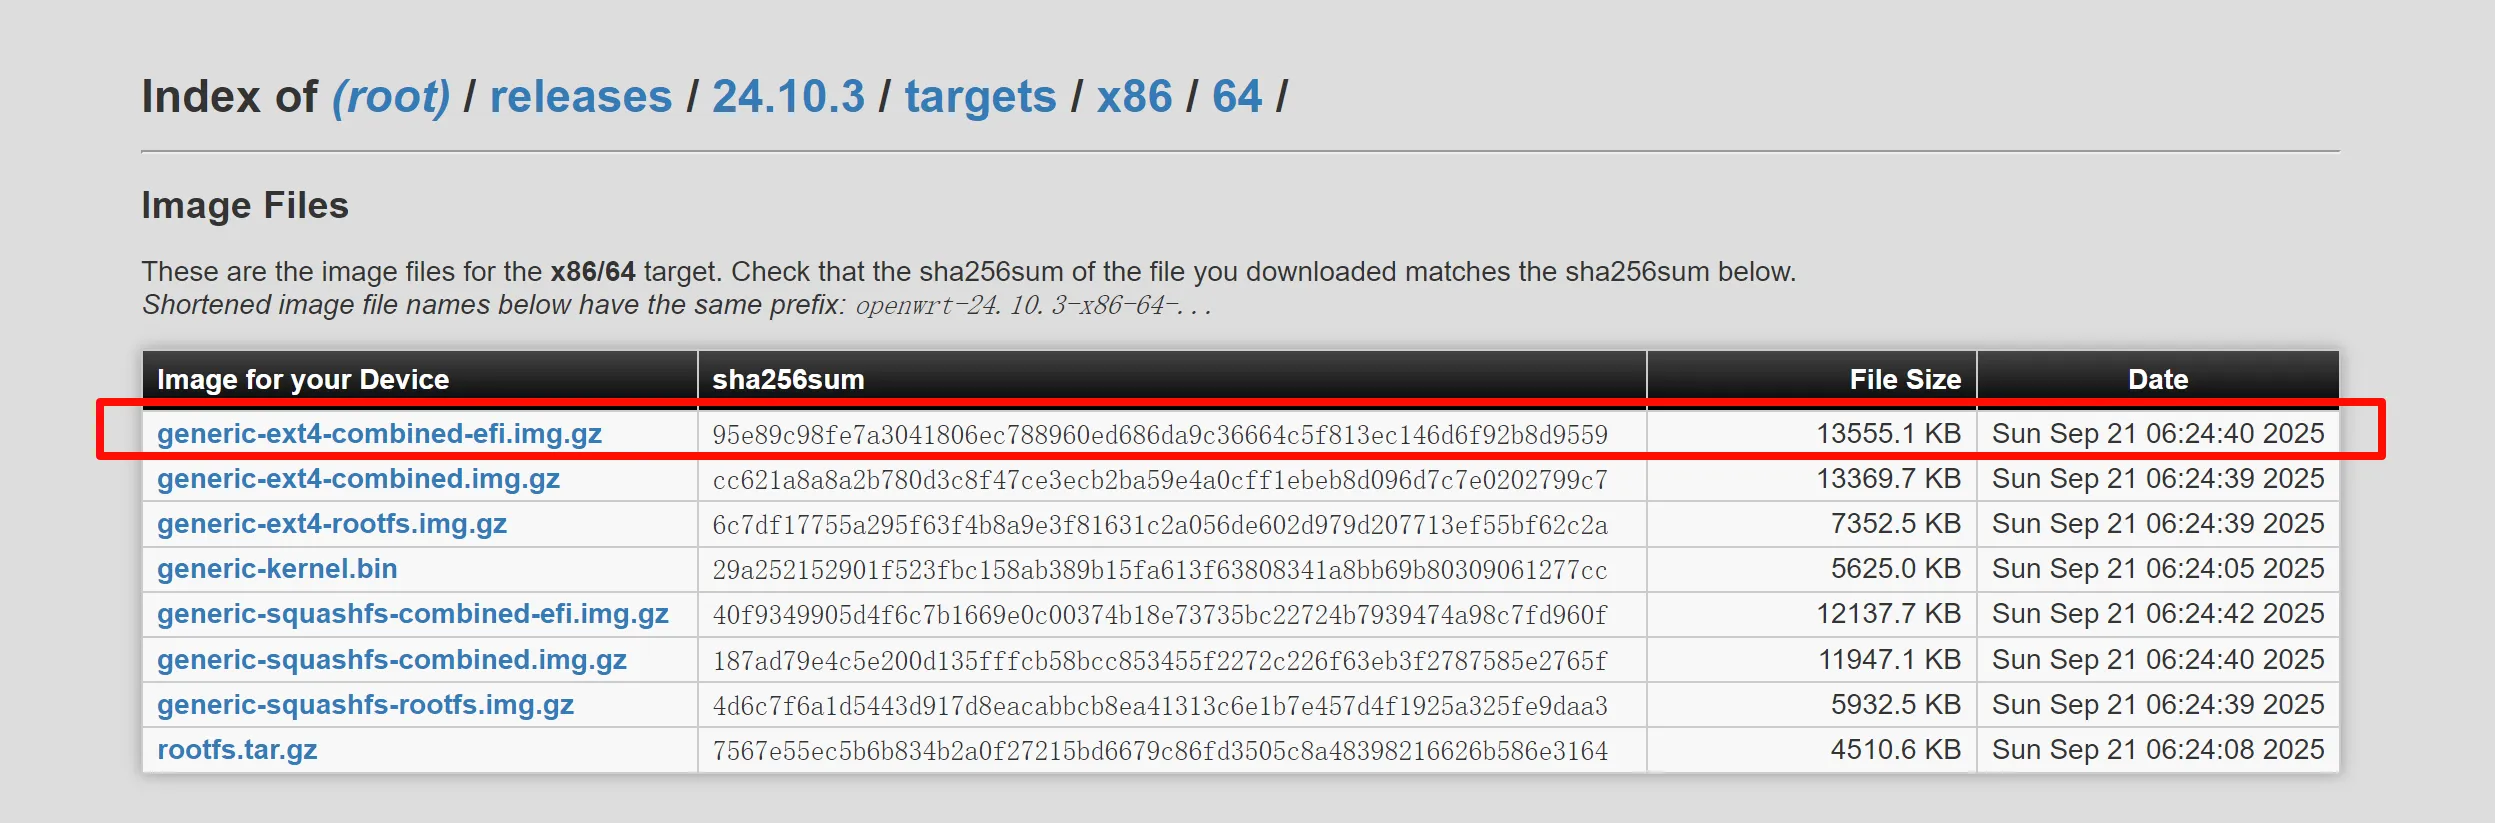 Index of (root) / releases / 24.10.3 / targets / x86 / 64 /
Image Files
These are the image files for the x86/64 target. Check that the sha256sum of the file you downloaded matches the sha256sum below.
Shortened image file names below have the same prefix: openwrt-24.10.3-x86-64-...
Image for your Device sha256sum File Size Date
generic-ext4-combined-efi.img.gz 95e89c98fe7a3041806ec788960ed686da9c36664c5f813ec146d6f92b8d9559 13555.1 KB Sun Sep 21 06:24:40 2025
generic-ext4-combined.img.gz cc621a8a8a2b780d3c8f47ce3ecb2ba59e4a0cff1ebeb8d096d7c7e0202799c7 13369.7 KB Sun Sep 21 06:24:39 2025
generic-ext4-rootfs.img.gz 6c7df17755a295f63f4b8a9e3f81631c2a056de602d979d207713ef55bf62c2a 7352.5 KB Sun Sep 21 06:24:39 2025
generic-kernel.bin 29a252152901f523fbc158ab389b15fa613f63808341a8bb69b80309061277cc 5625.0 KB Sun Sep 21 06:24:05 2025
generic-squashfs-combined-efi.img.gz 40f9349905d4f6c7b1669e0c00374b18e73735bc22724b7939474a98c7fd960f 12137.7 KB Sun Sep 21 06:24:42 2025
generic-squashfs-combined.img.gz 187ad79e4c5e200d135fffcb58bcc853455f2272c226f63eb3f2787585e2765f 11947.1 KB Sun Sep 21 06:24:40 2025
generic-squashfs-rootfs.img.gz 4d6c7f6a1d5443d917d8eacabbcb8ea41313c6e1b7e457d4f1925a325fe9daa3 5932.5 KB Sun Sep 21 06:24:39 2025
rootfs.tar.gz 7567e55ec5b6b834b2a0f27215bd6679c86fd3505c8a48398216626b586e3164 4510.6 KB Sun Sep 21 06:24:08 2025